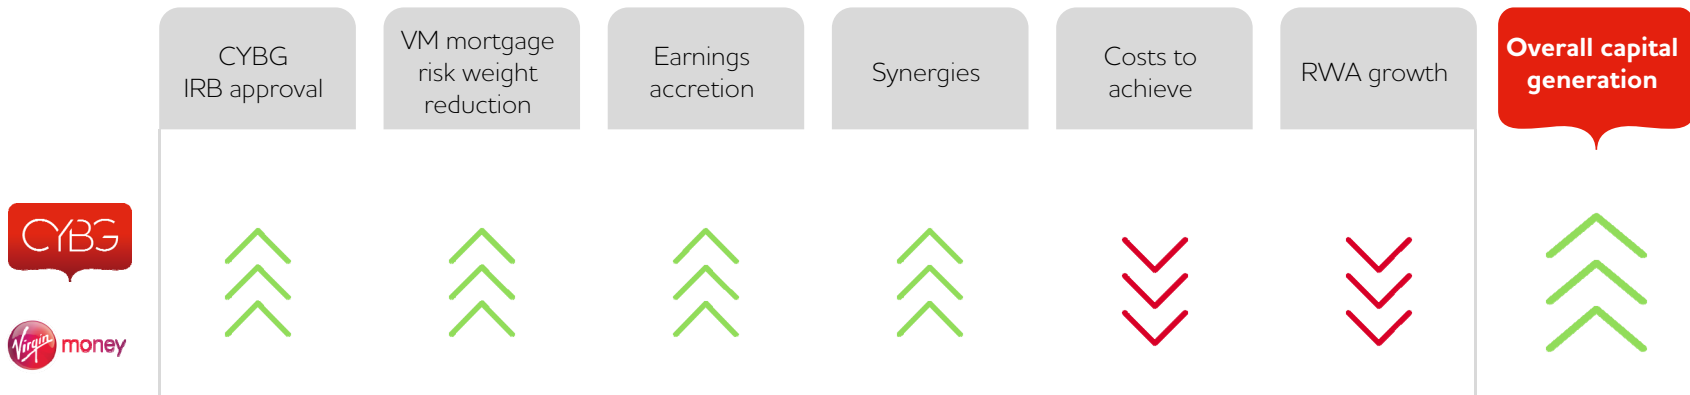 CYBG
IRB approval
VM mortgage
risk weight
reduction
Earnings
accretion
Synergies
Costs to
achieve
RWA growth
Overall capital
generation
CYBG
Virgin money